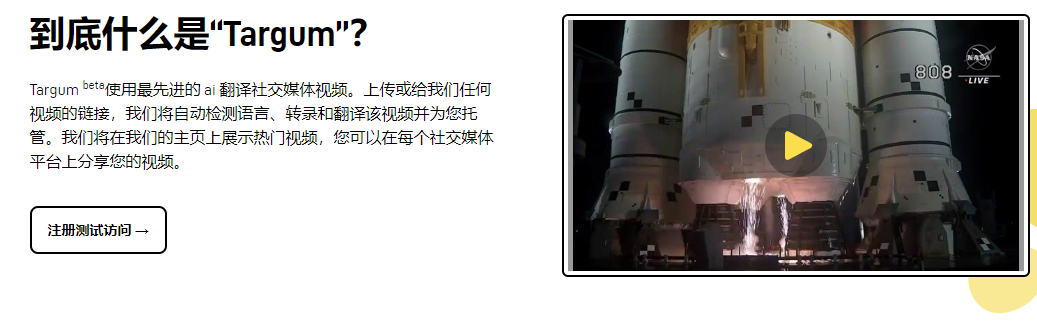 到底什么是“Targum”？
Targum beta使用最先进的 ai 翻译社交媒体视频。上传或给我们任何
视频的链接，我们将自动检测语言、转录和翻译该视频并为您托
管。我们将在我们的主页上展示热门视频，您可以在每个社交媒体
平台上分享您的视频。
注册测试访问 →
NASA
808
LIVE